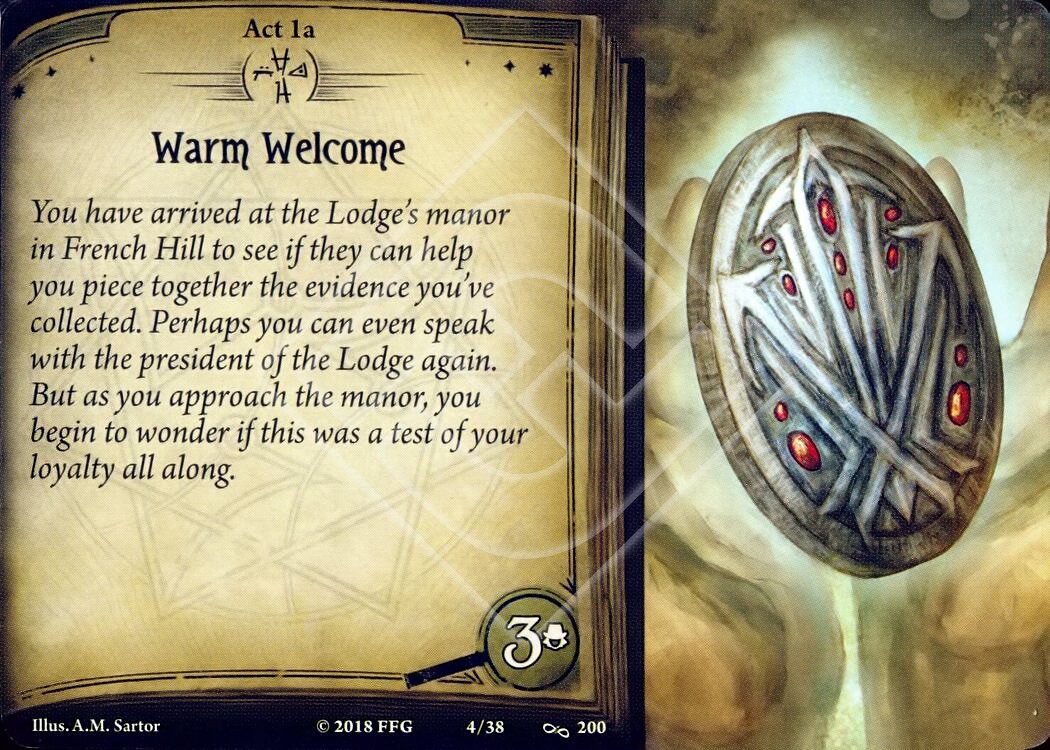 Act 1a
Warm Welcome
You have arrived at the Lodge's manor
in French Hill to see if they can help
you piece together the evidence you've
collected. Perhaps you can even speak
with the president of the Lodge again.
But as you approach the manor, you
begin to wonder if this was a test of your
loyalty all along.
3
Illus. A.M. Sartor © 2018 FFG 4/38 200